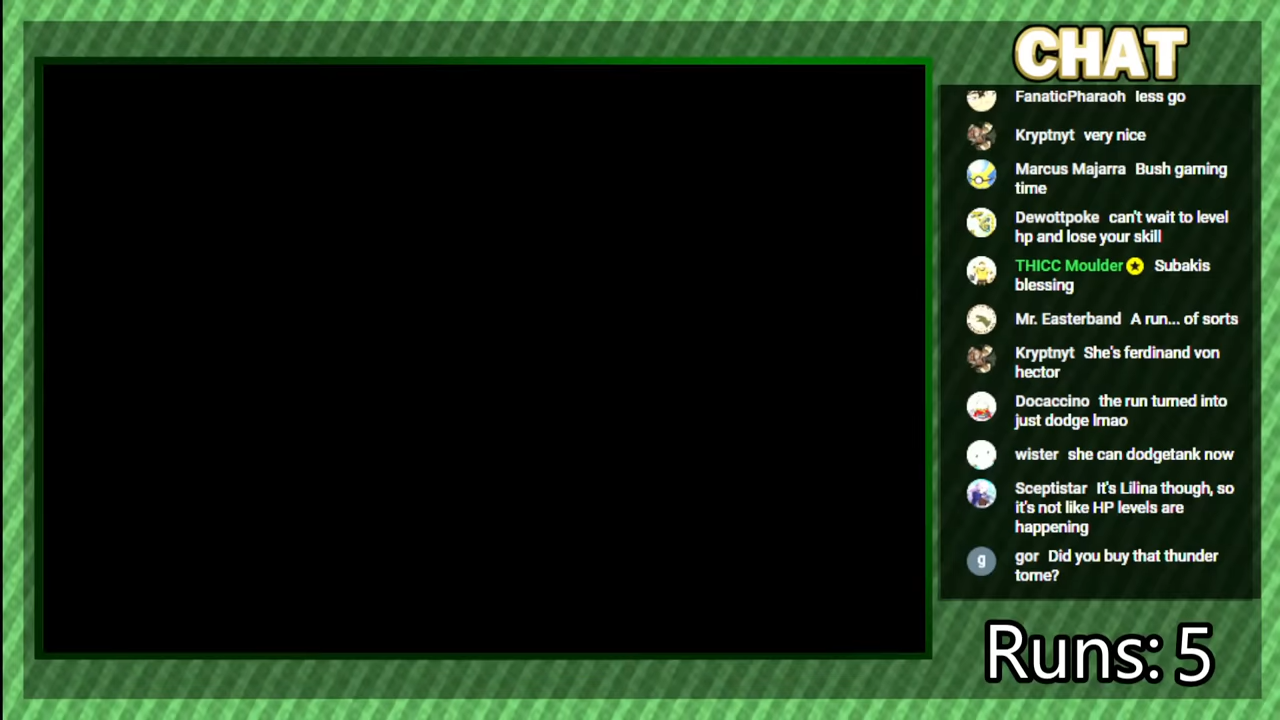 CHAT
FanaticPharaoh less go
Kryptnyt very nice
Marcus Majarra Bush gaming
time
Dewottpoke can't wait to level
hp and lose your skill
THICC Moulder Subakis
blessing
Mr. Easterband A run... of sorts
Kryptnyt She's ferdinand von
hector
Docaccino the run turned into
just dodge lmao
wister she can dodgetank now
Sceptistar It's Lilina though, so
it's not like HP levels are
happening
g gor Did you buy that thunder
tome?
Runs: 5